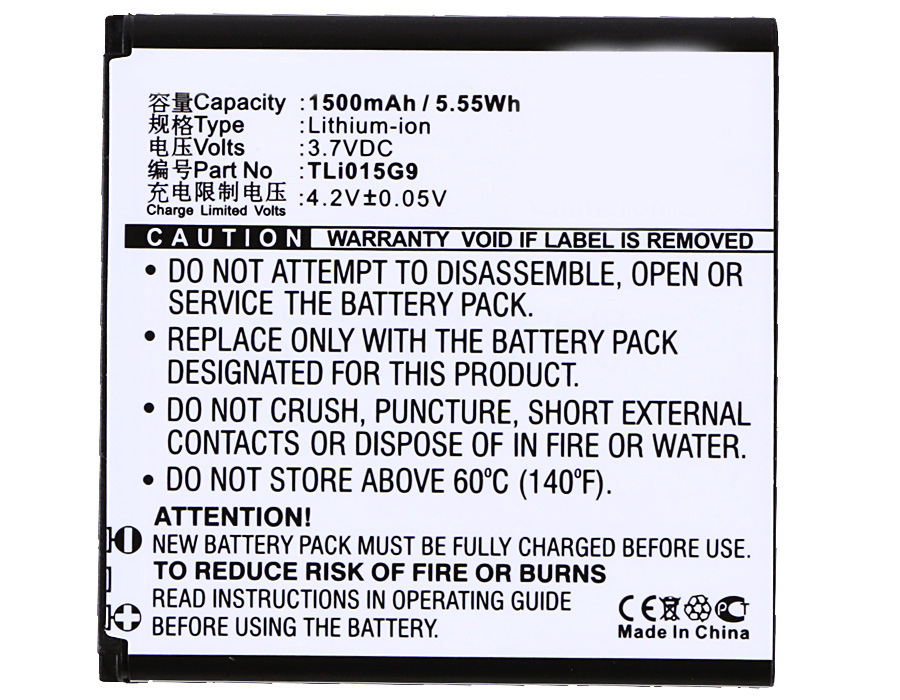 容量Capacity :1500mAh / 5.55Wh
规格Type :Lithium-ion
电压Volts :3.7VDC
编号Part No :TLi015G9
充电限制电压 :4.2V±0.05V
Charge Limited Volts
CAUTION WARRANTY VOID IF LABEL IS REMOVED
• DO NOT ATTEMPT TO DISASSEMBLE, OPEN OR
SERVICE THE BATTERY PACK.
• REPLACE ONLY WITH THE BATTERY PACK
DESIGNATED FOR THIS PRODUCT.
• DO NOT CRUSH, PUNCTURE, SHORT EXTERNAL
CONTACTS OR DISPOSE OF IN FIRE OR WATER.
• DO NOT STORE ABOVE 60ºC (140ºF).
ATTENTION!
NEW BATTERY PACK MUST BE FULLY CHARGED BEFORE USE.
TO REDUCE RISK OF FIRE OR BURNS
READ INSTRUCTIONS IN OPERATING GUIDE
BEFORE USING THE BATTERY.
CE PCT
Made In China